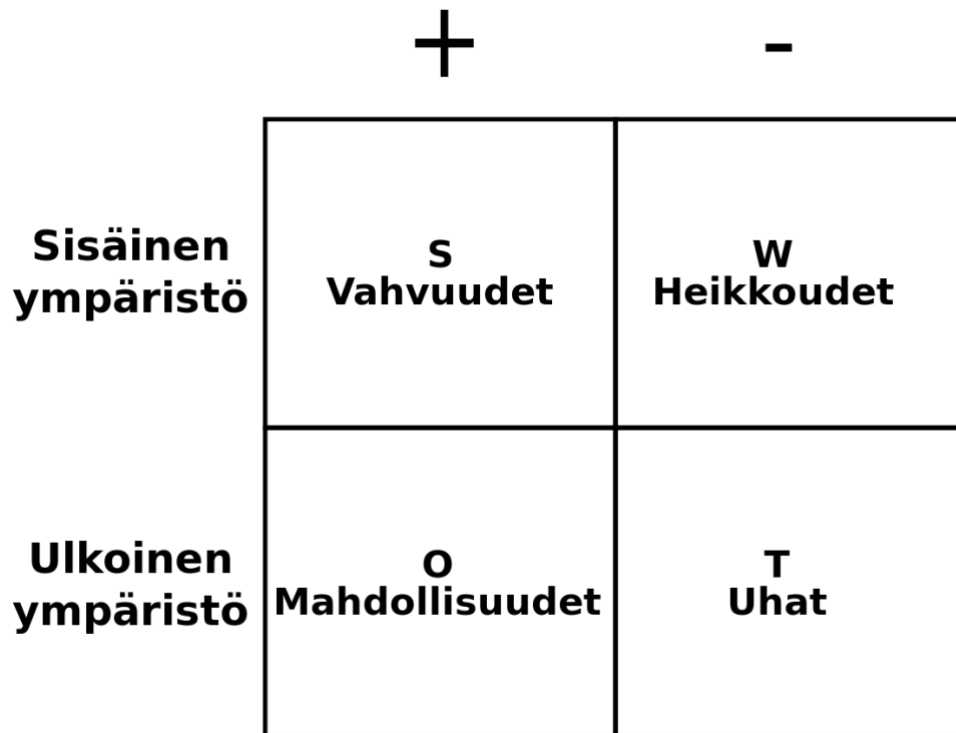 + -
Sisäinen
ympäristö
S
Vahvuudet
W
Heikkoudet
Ulkoinen
ympäristö
O
Mahdollisuudet
T
Uhat